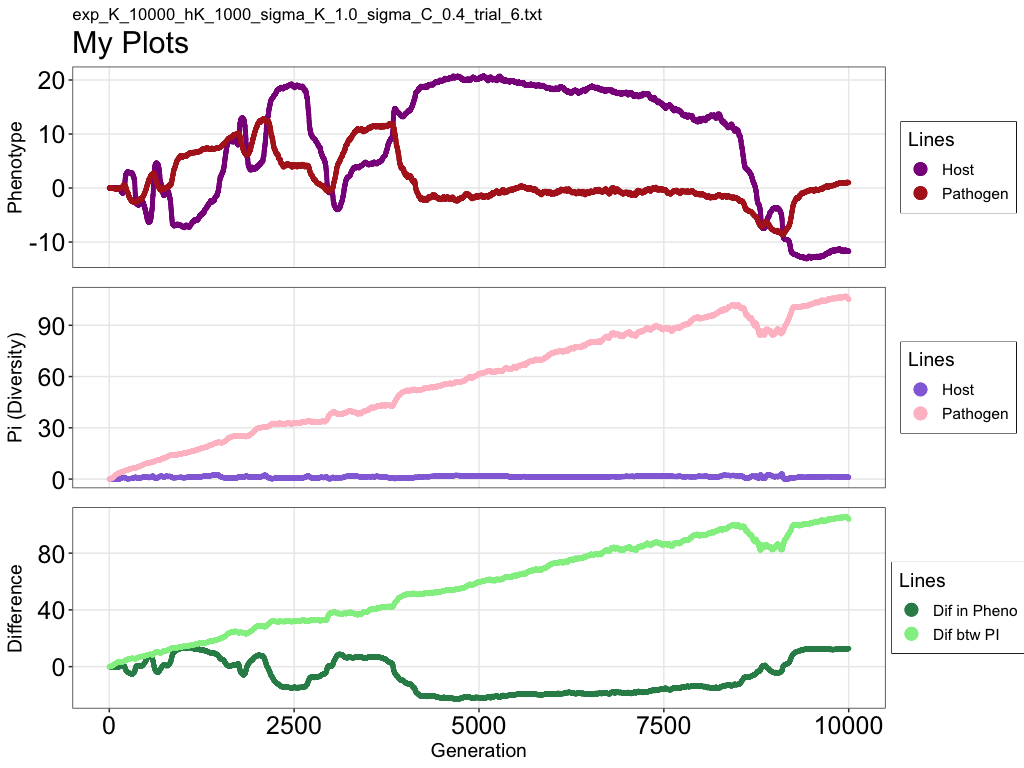 exp_K_10000_hK_1000_sigma_K_1.0_sigma_C_0.4_trial_6.txt
My Plots
Phenotype
20
10
0
-10
Lines
Host
Pathogen
Pi (Diversity)
90
60
30
0
Lines
Host
Pathogen
Difference
80
40
0
Lines
Dif in Pheno
Dif btw PI
0 2500 5000 7500 10000
Generation